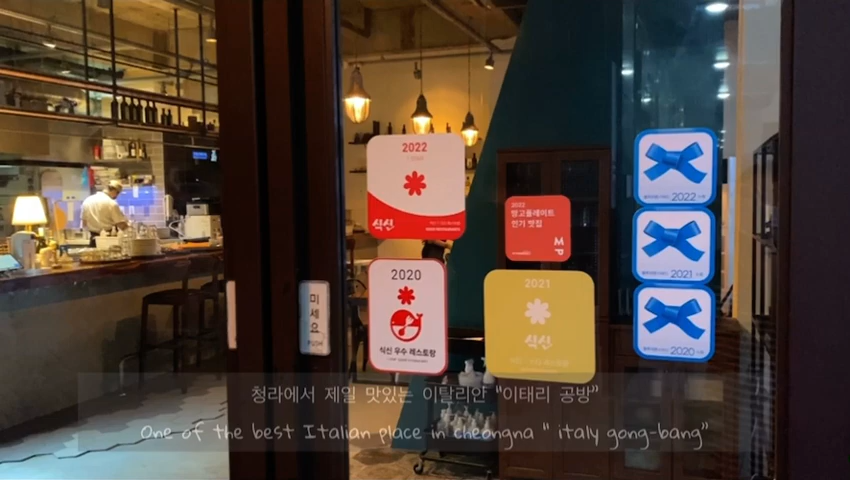 2022
식신
2020
식신 우수 레스토랑
미세요
PUSH
2022
망고플레이트
인기 맛집
MP
2021
식신
2022
2021
2020
청라에서 제일 맛있는 이탈리안 "이태리 공방"
One of the best Italian place in cheongna " italy gong-bang"